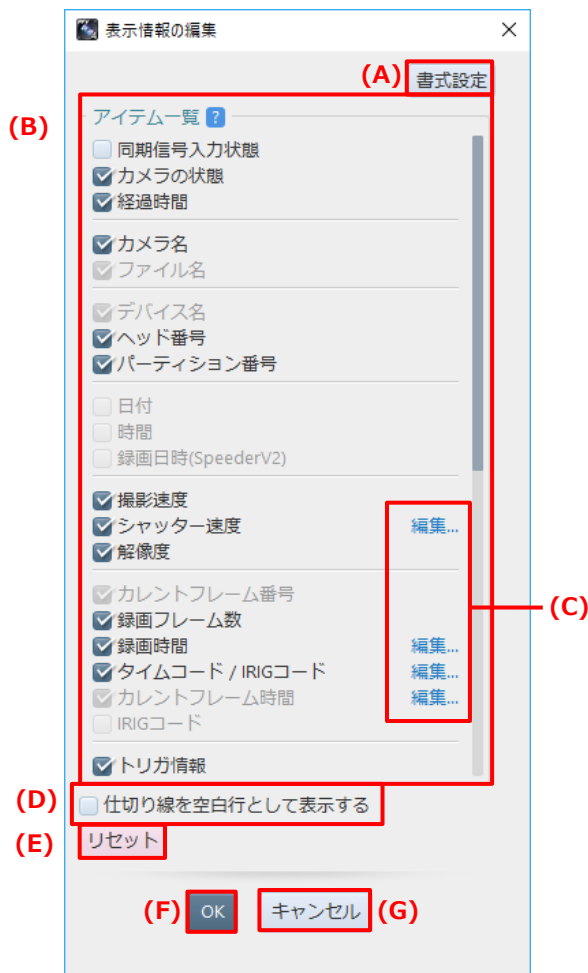 表示情報の編集
(A) 書式設定
(B)
アイテム一覧 ?
同期信号入力状態
カメラの状態
経過時間
カメラ名
ファイル名
デバイス名
ヘッド番号
パーティション番号
日付
時間
録画日時(SpeederV2)
撮影速度
シャッター速度 編集...
解像度
(C)
カレントフレーム番号
録画フレーム数
録画時間 編集...
タイムコード / IRIGコード 編集...
カレントフレーム時間 編集...
IRIGコード
トリガ情報
(D) 仕切り線を空白行として表示する
(E) リセット
(F) OK キャンセル (G)